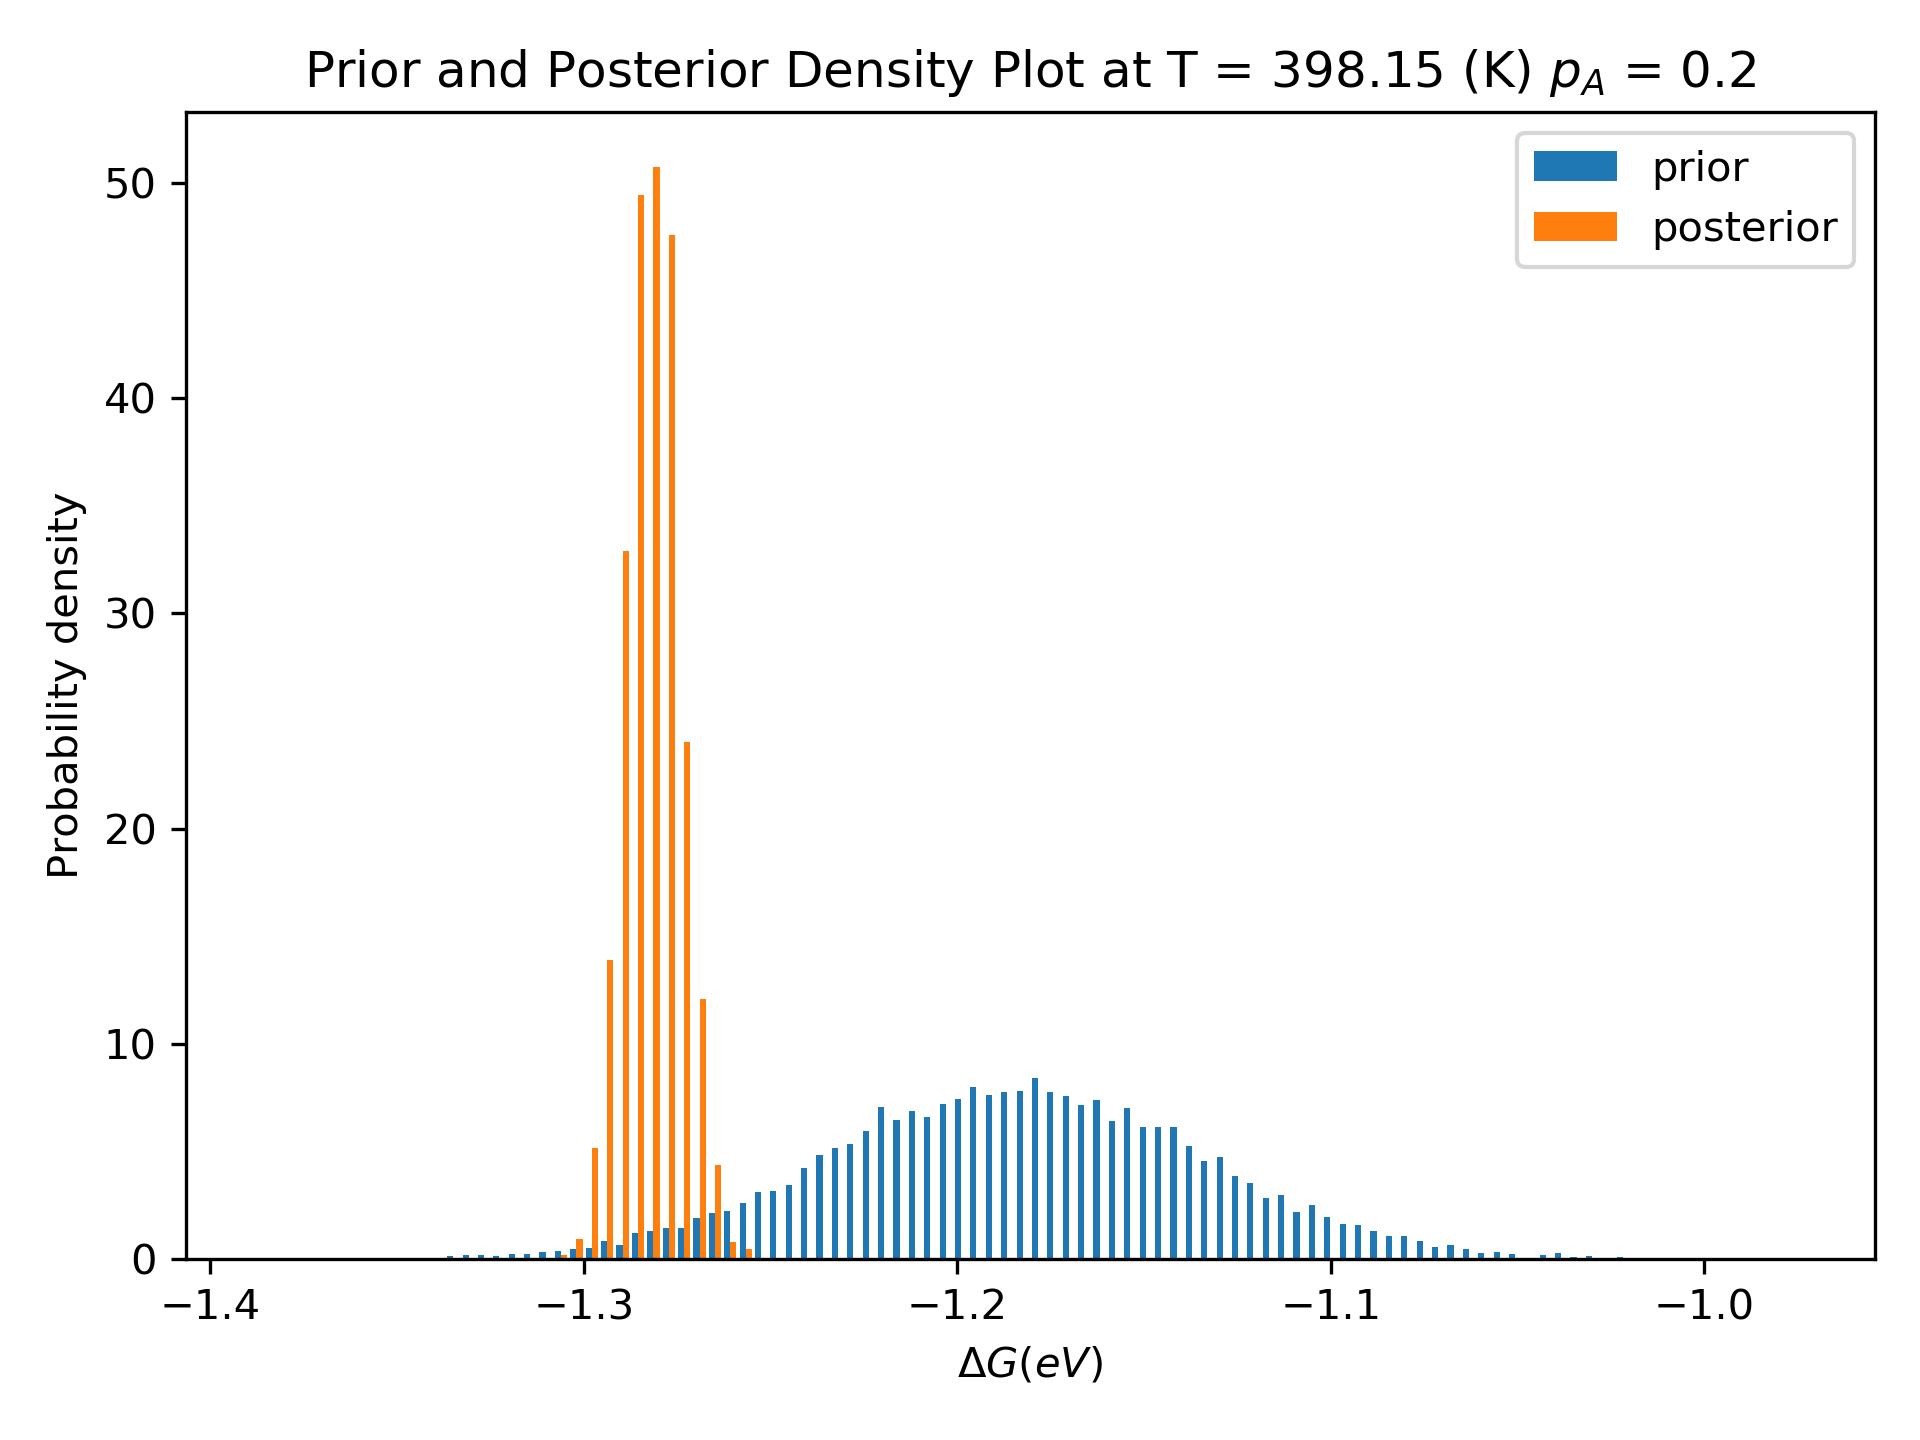 Prior and Posterior Density Plot at T = 398.15 (K) p_A = 0.2
prior
posterior
Probability density
50
40
30
20
10
0
−1.4 −1.3 −1.2 −1.1 −1.0
ΔG(eV)